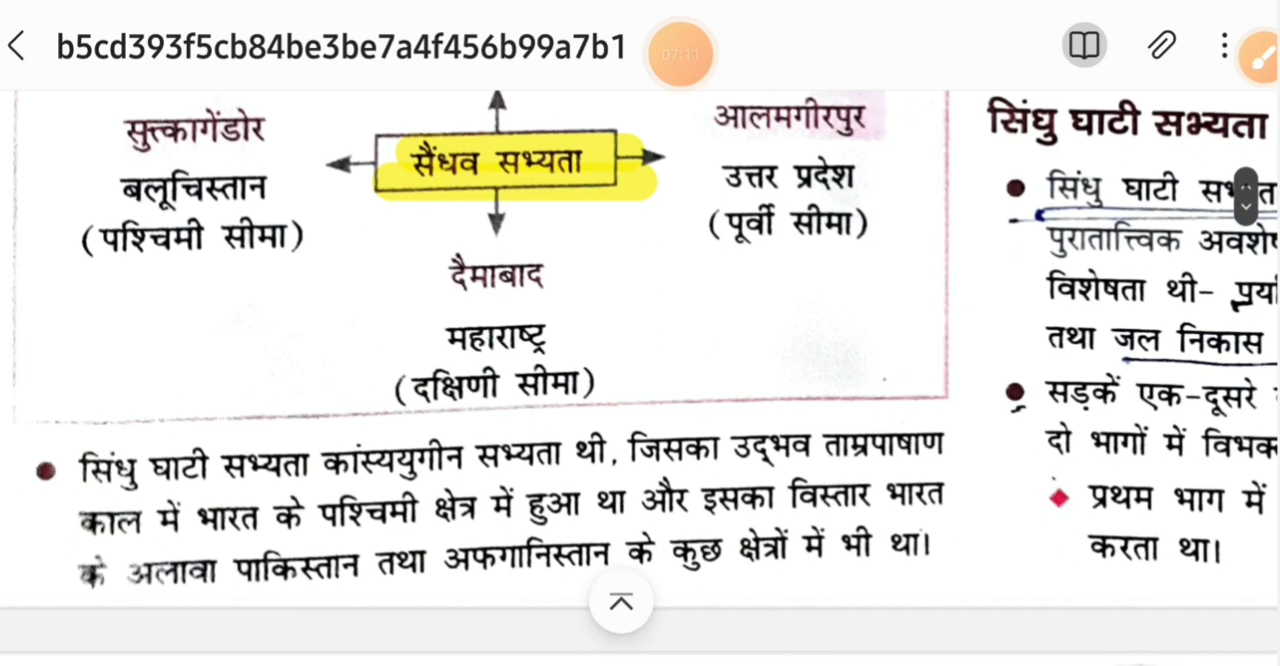 b5cd393f5cb84be3be7a4f456b99a7b1
07:11
सुत्कागेंडोर
बलूचिस्तान
(पश्चिमी सीमा)
सैंधव सभ्यता
आलमगीरपुर
उत्तर प्रदेश
(पूर्वी सीमा)
दैमाबाद
महाराष्ट्र
(दक्षिणी सीमा)
सिंधु घाटी सभ्यता कांस्ययुगीन सभ्यता थी, जिसका उद्भव ताम्रपाषाण
काल में भारत के पश्चिमी क्षेत्र में हुआ था और इसका विस्तार भारत
के अलावा पाकिस्तान तथा अफगानिस्तान के कुछ क्षेत्रों में भी था।
सिंधु घाटी सभ्यता
सिंधु घाटी
पुरातात्त्विक
विशेषता थी-
तथा जल निकास
सड़कें एक-दूसरे
दो भागों में
प्रथम भाग में
करता था।